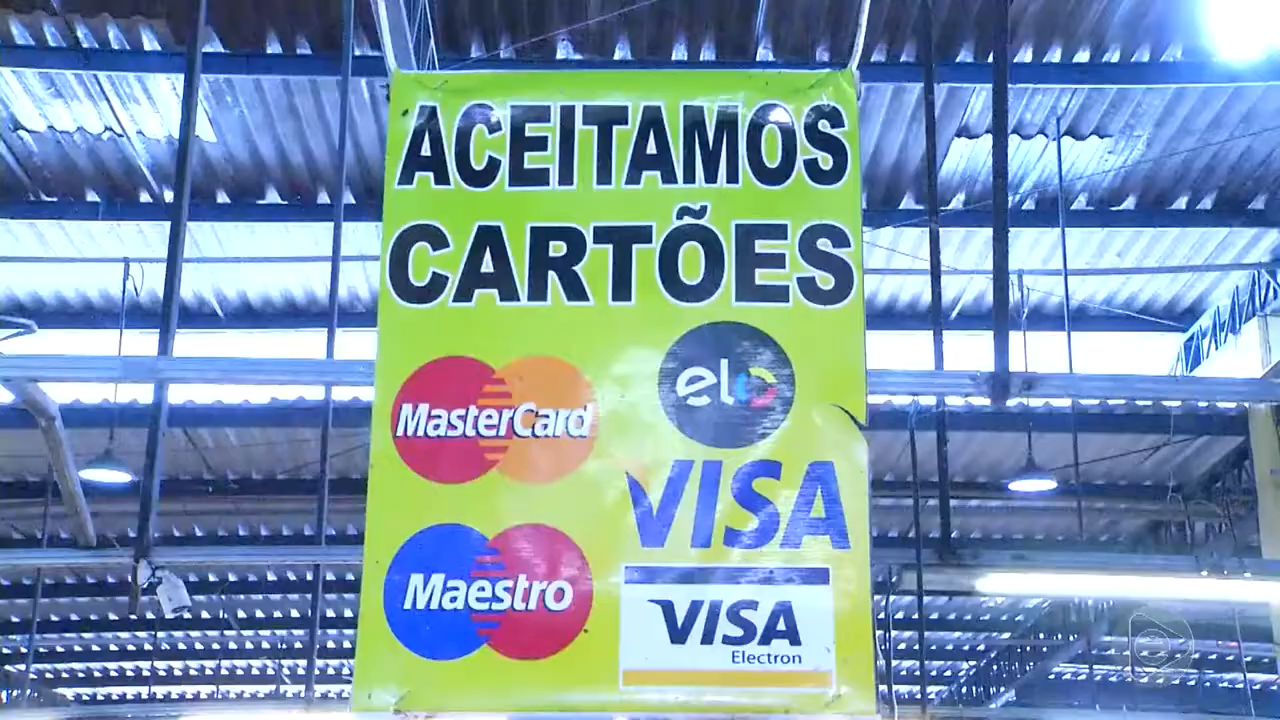 ACEITAMOS
CARTÕES
MasterCard
elo
VISA
Maestro
VISA
Electron